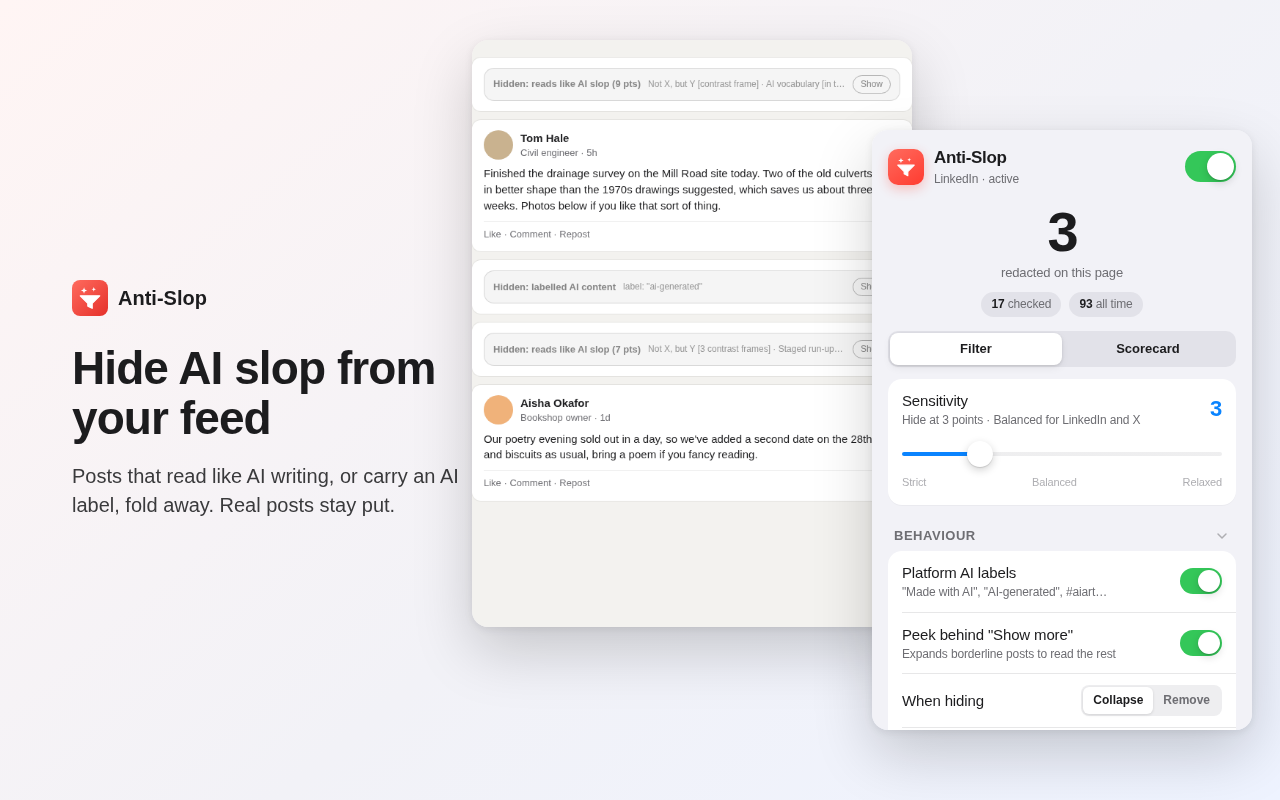 Anti-Slop
Hide AI slop from
your feed
Posts that read like AI writing, or carry an AI
label, fold away. Real posts stay put.
Hidden: reads like AI slop (9 pts) Not X, but Y [contrast frame] · AI vocabulary [in t… Show
Tom Hale
Civil engineer · 5h
Finished the drainage survey on the Mill Road site today. Two of the old culverts
in better shape than the 1970s drawings suggested, which saves us about three
weeks. Photos below if you like that sort of thing.
Like · Comment · Repost
Hidden: labelled AI content label: "ai-generated" Sh
Hidden: reads like AI slop (7 pts) Not X, but Y [3 contrast frames] · Staged run-up… Sh
Aisha Okafor
Bookshop owner · 1d
Our poetry evening sold out in a day, so we've added a second date on the 28th
and biscuits as usual, bring a poem if you fancy reading.
Like · Comment · Repost
Anti-Slop
LinkedIn · active
3
redacted on this page
17 checked 93 all time
Filter Scorecard
Sensitivity
Hide at 3 points · Balanced for LinkedIn and X
3
Strict Balanced Relaxed
BEHAVIOUR
Platform AI labels
"Made with AI", "AI-generated", #aiart…
Peek behind "Show more"
Expands borderline posts to read the rest
When hiding Collapse Remove